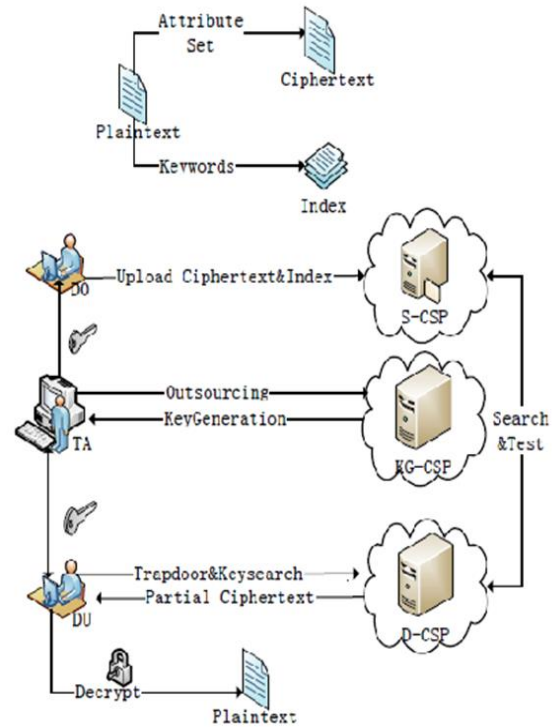 Attribute
Set
Ciphertext
Plaintext
Keywords
Index
DO
Upload Ciphertext&Index
S-CSP
Outsourcing
KeyGeneration
TA
KG-CSP
Search
&Test
Trapdoor&Keysearch
Partial Ciphertext
DU
D-CSP
Decrypt
Plaintext